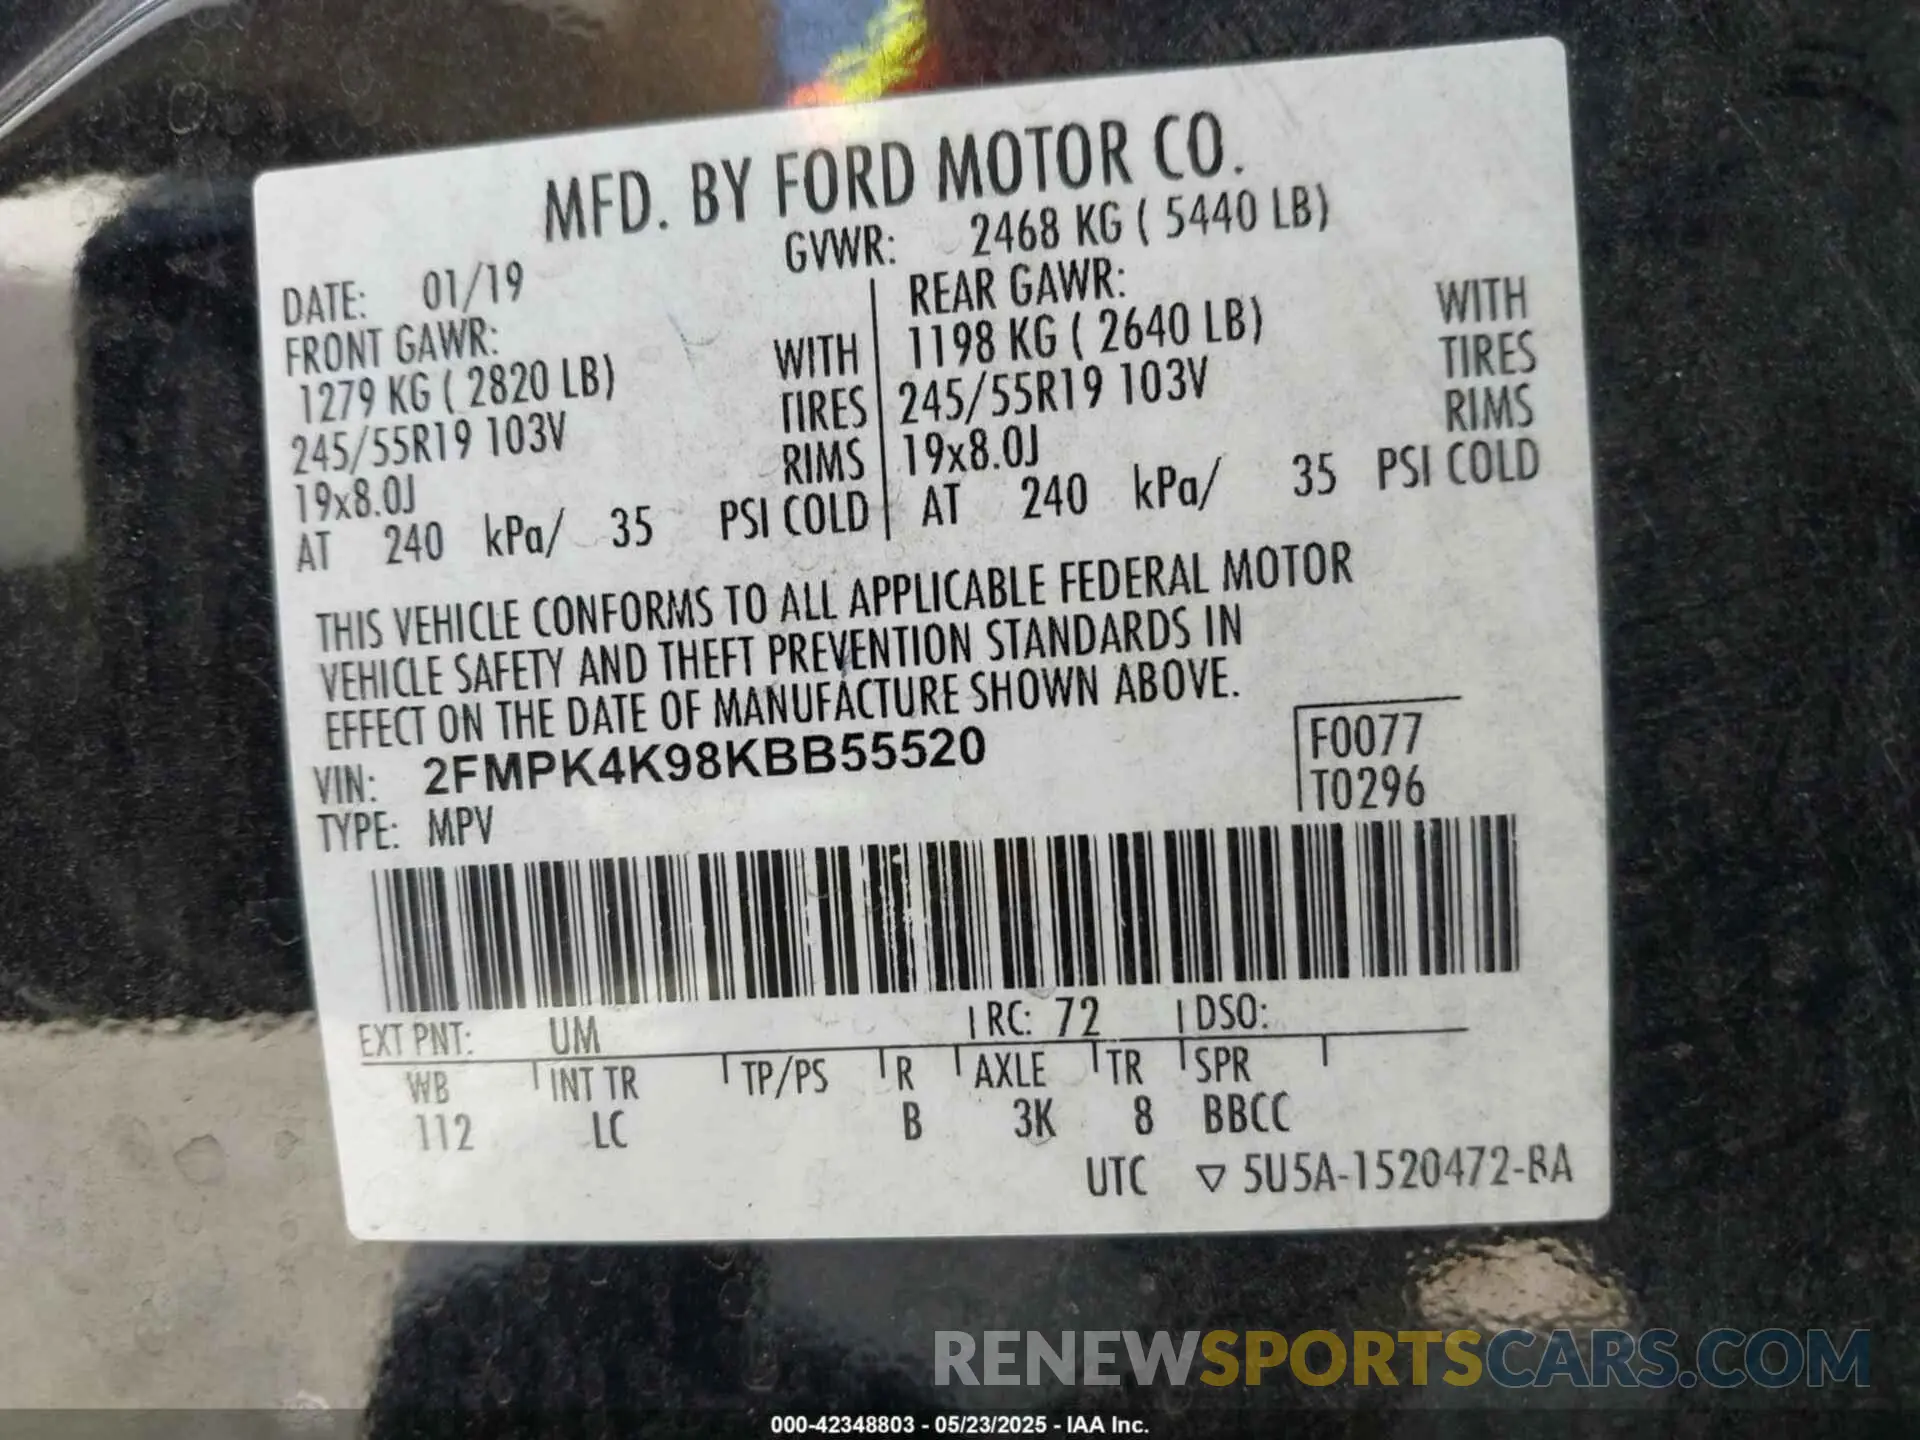 MFD. BY FORD MOTOR CO.
DATE: 01/19 GVWR: 2468 KG ( 5440 LB)
FRONT GAWR: REAR GAWR:
1279 KG ( 2820 LB) WITH 1198 KG ( 2640 LB) WITH
245/55R19 103V TIRES 245/55R19 103V TIRES
19x8.0J RIMS 19x8.0J RIMS
AT 240 kPa/ 35 PSI COLD AT 240 kPa/ 35 PSI COLD
THIS VEHICLE CONFORMS TO ALL APPLICABLE FEDERAL MOTOR
VEHICLE SAFETY AND THEFT PREVENTION STANDARDS IN
EFFECT ON THE DATE OF MANUFACTURE SHOWN ABOVE.
VIN: 2FMPK4K98KBB55520 F0077
TYPE: MPV T0296
EXT PNT: UM RC: 72 DSO:
WB INT TR TP/PS R AXLE TR SPR
112 LC B 3K 8 BBCC
UTC ▽ 5U5A-1520472-BA
RENEWSPORTSCARS.COM
000-42348803 - 05/23/2025 - IAA Inc.